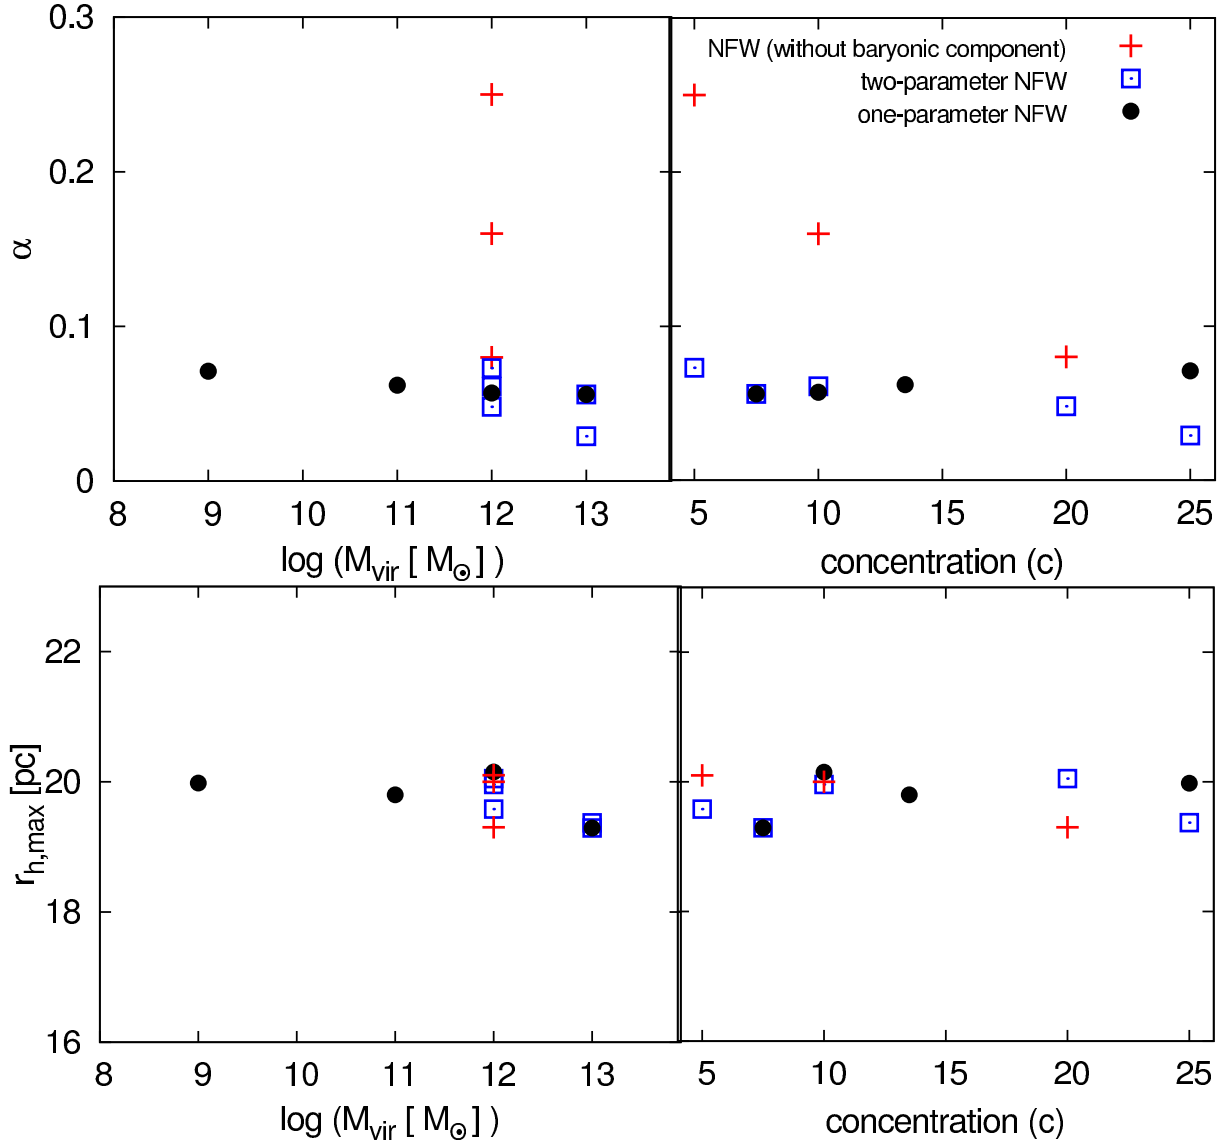 0.3
0.2
0.1
0
α
8 9 10 11 12 13
log (M_vir [ M_⊙] )
NFW (without baryonic component)
two-parameter NFW
one-parameter NFW
5 10 15 20 25
concentration (c)
22
20
18
16
r_h,max [pc]
8 9 10 11 12 13
log (M_vir [ M_⊙] )
5 10 15 20 25
concentration (c)